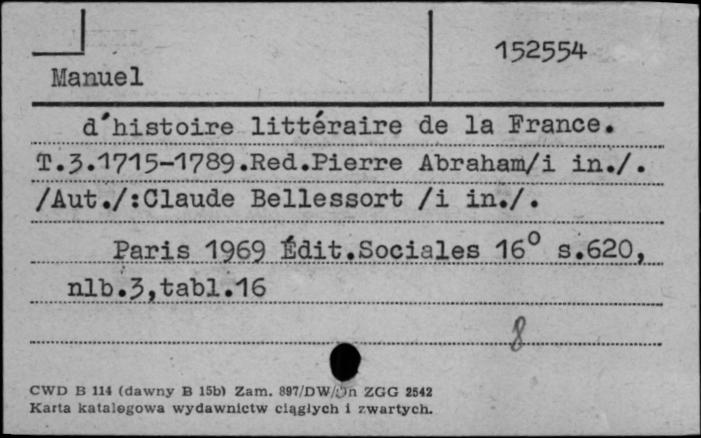 152554
Manuel
d'histoire littéraire de la France.
T.3.1715-1789.Red.Pierre Abraham/i in./.
/Aut./:Claude Bellessort /i in./.
Paris 1969 Édit.Sociales 16° s.620,
nlb.3,tabl.16
8
CWD B 114 (dawny B 15b) Zam. 897/DW/ ZGG 2542
Karta katalogowa wydawnictw ciągłych i zwartych.